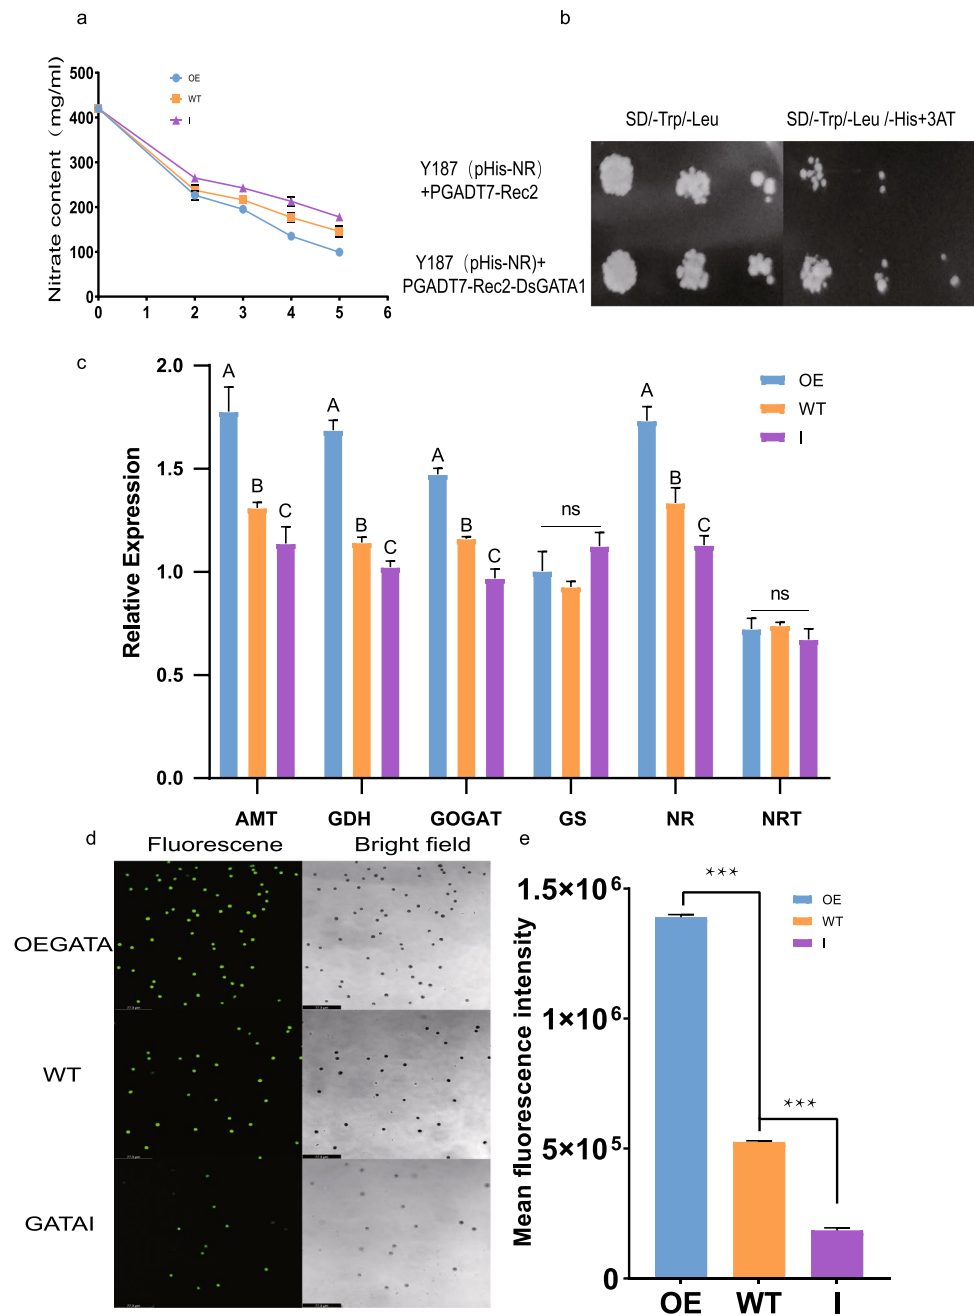 a
Nitrate content (mg/ml)
500
400
300
200
100
0
0 1 2 3 4 5 6
OE
WT
I
b
SD/-Trp/-Leu
SD/-Trp/-Leu /-His+3AT
Y187 (pHis-NR)
+PGADT7-Rec2
Y187 (pHis-NR)+
PGADT7-Rec2-DsGATA1
c
Relative Expression
2.0
1.5
1.0
0.5
0.0
A
B
C
A
B
C
A
B
C
ns
A
B
C
ns
OE
WT
I
AMT GDH GOGAT GS NR NRT
d
Fluorescene
Bright field
OEGATA
WT
GATAI
e
Mean fluorescence intensity
1.5×10⁶
1×10⁶
5×10⁵
0
***
***
OE
WT
I
OE WT I